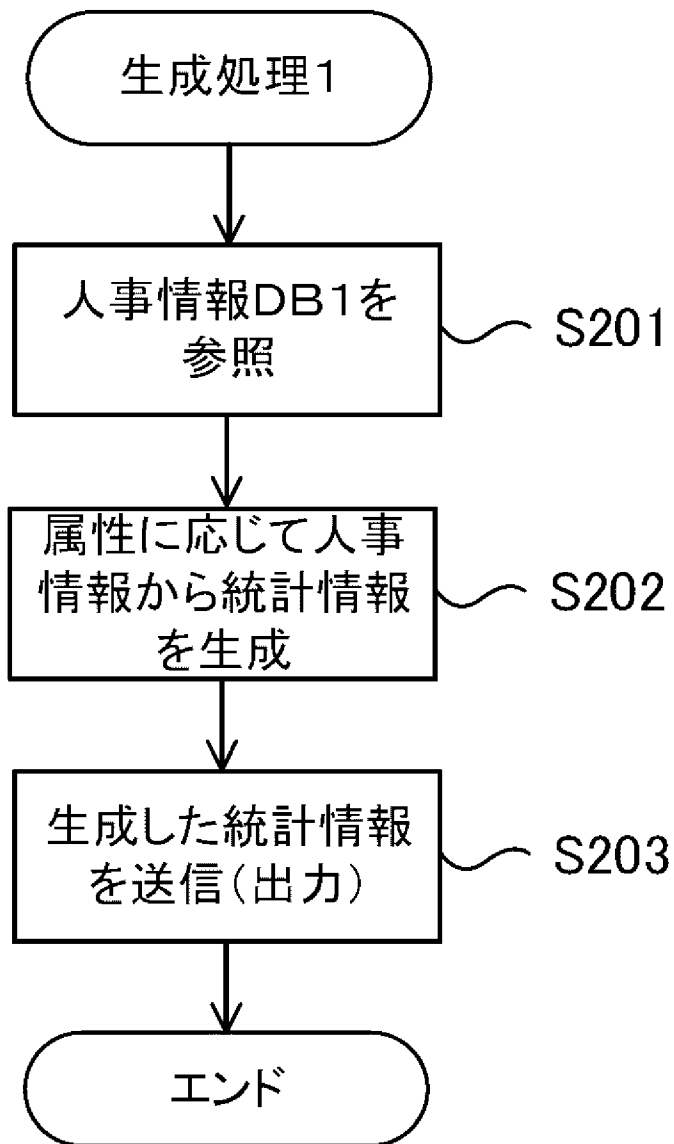 生成処理1
人事情報DB1を
参照
S201
属性に応じて人事
情報から統計情報
を生成
S202
生成した統計情報
を送信(出力)
S203
エンド